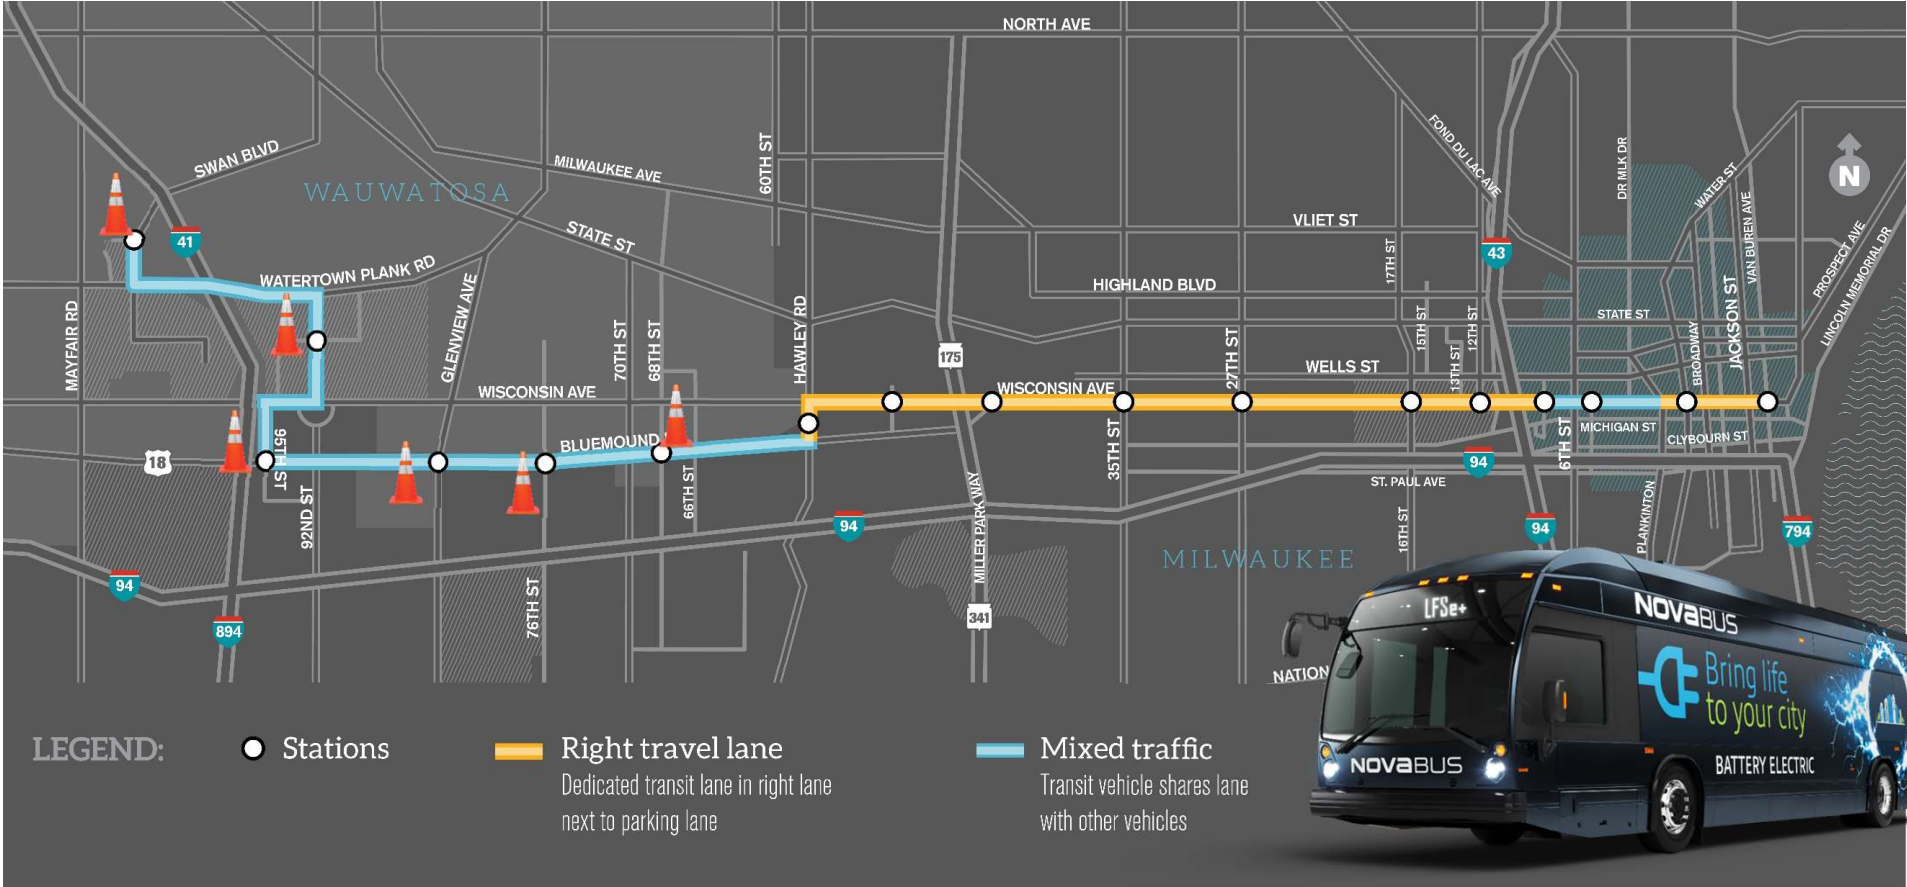 NORTH AVE
SWAN BLVD
WAUWATOSA
MILWAUKEE AVE
60TH ST
FOND DU LAC AVE
DR MLK DR
WATER ST
N
VAN BUREN AVE
PROSPECT AVE
LINCOLN MEMORIAL DR
STATE ST
VLIET ST
17TH ST
43
41
WATERTOWN PLANK RD
HIGHLAND BLVD
MAYFAIR RD
GLENVIEW AVE
70TH ST
68TH ST
HAWLEY RD
175
27TH ST
WELLS ST
15TH ST
13TH ST
12TH ST
STATE ST
BROADWAY
JACKSON ST
WISCONSIN AVE
WISCONSIN AVE
BLUEMOUND
MICHIGAN ST
CLYBOURN ST
18
95TH ST
92ND ST
66TH ST
35TH ST
6TH ST
94
ST. PAUL AVE
16TH ST
PLANKINTON
MILLER PARK WAY
94
94
794
MILWAUKEE
94
76TH ST
894
341
NATION
LFSe+
NOVABUS
Bring life
to your city
BATTERY ELECTRIC
NOVABUS
LEGEND:
Stations
Right travel lane
Dedicated transit lane in right lane
next to parking lane
Mixed traffic
Transit vehicle shares lane
with other vehicles